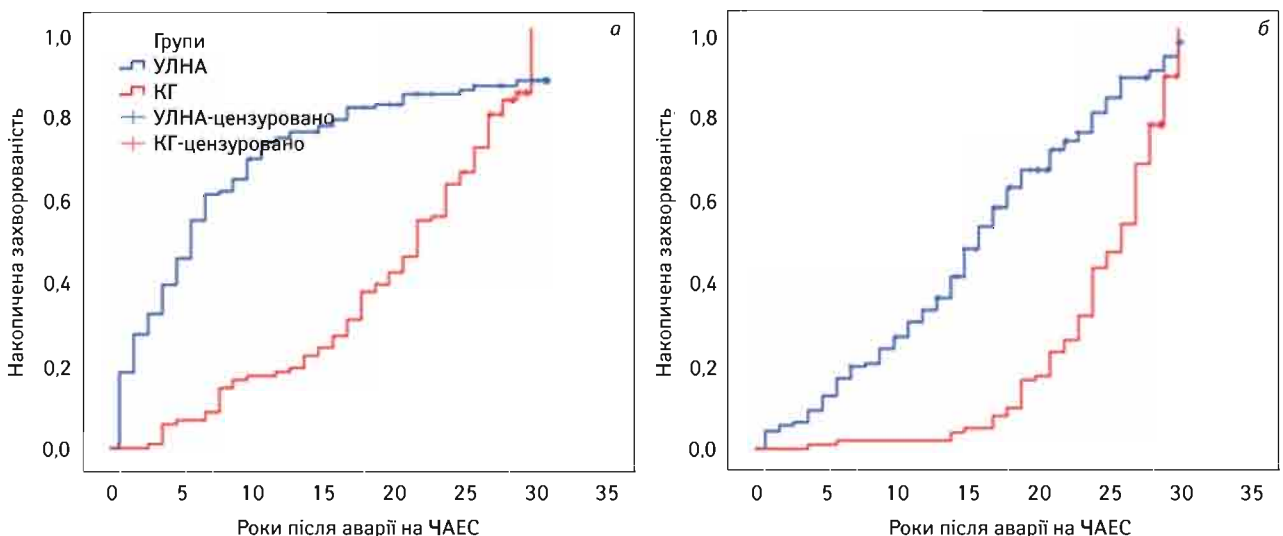 а
1,0
0,8
0,6
0,4
0,2
0,0
Групи
УЛНА
КГ
УЛНА-цензуровано
КГ-цензуровано
Накопичена захворюваність
0 5 10 15 20 25 30 35
Роки після аварії на ЧАЕС
б
1,0
0,8
0,6
0,4
0,2
0,0
Накопичена захворюваність
0 5 10 15 20 25 30 35
Роки після аварії на ЧАЕС